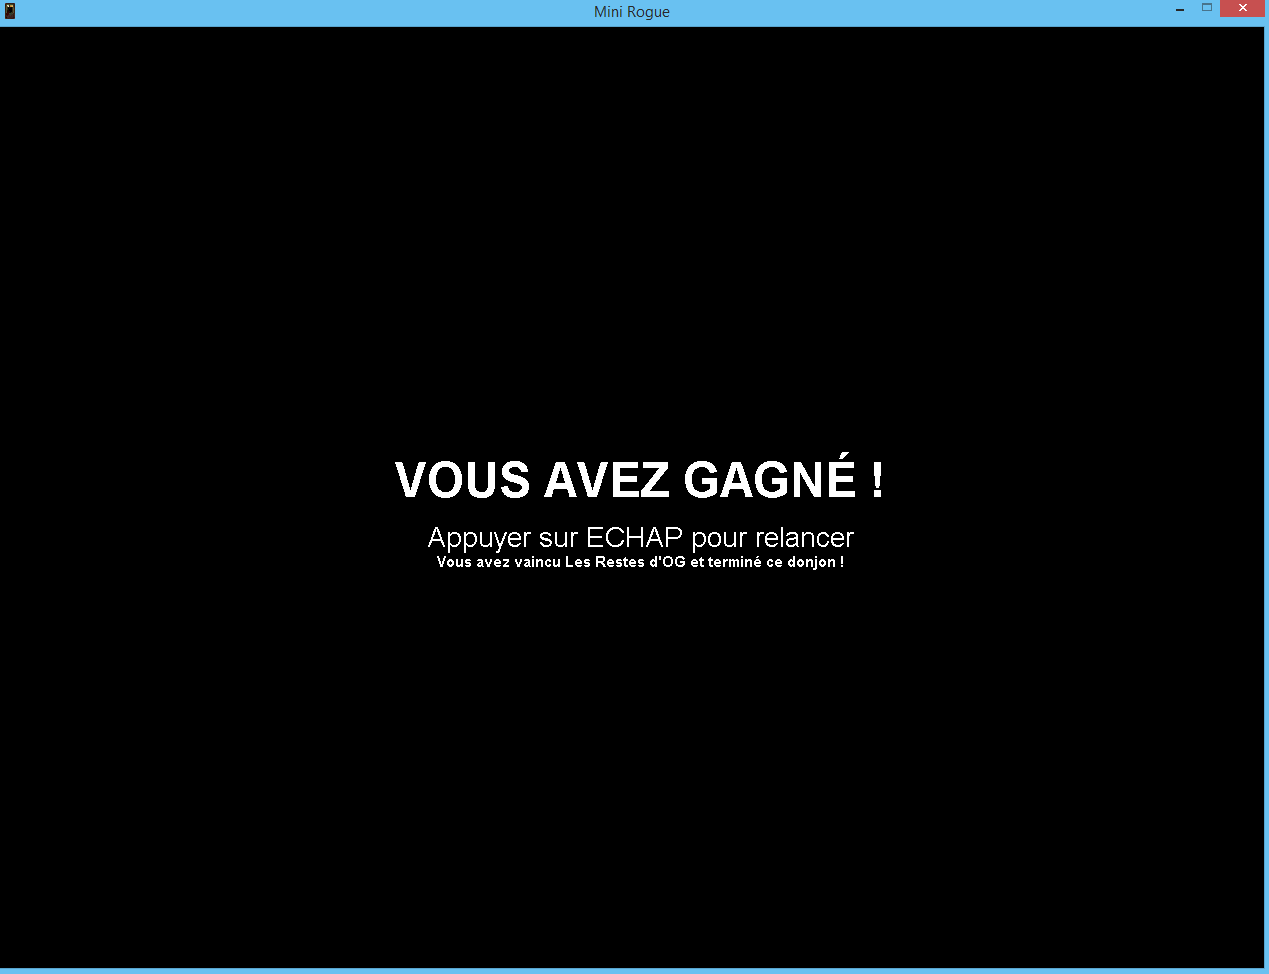 Mini Rogue
VOUS AVEZ GAGNÉ !
Appuyer sur ECHAP pour relancer
Vous avez vaincu Les Restes d'OG et terminé ce donjon !